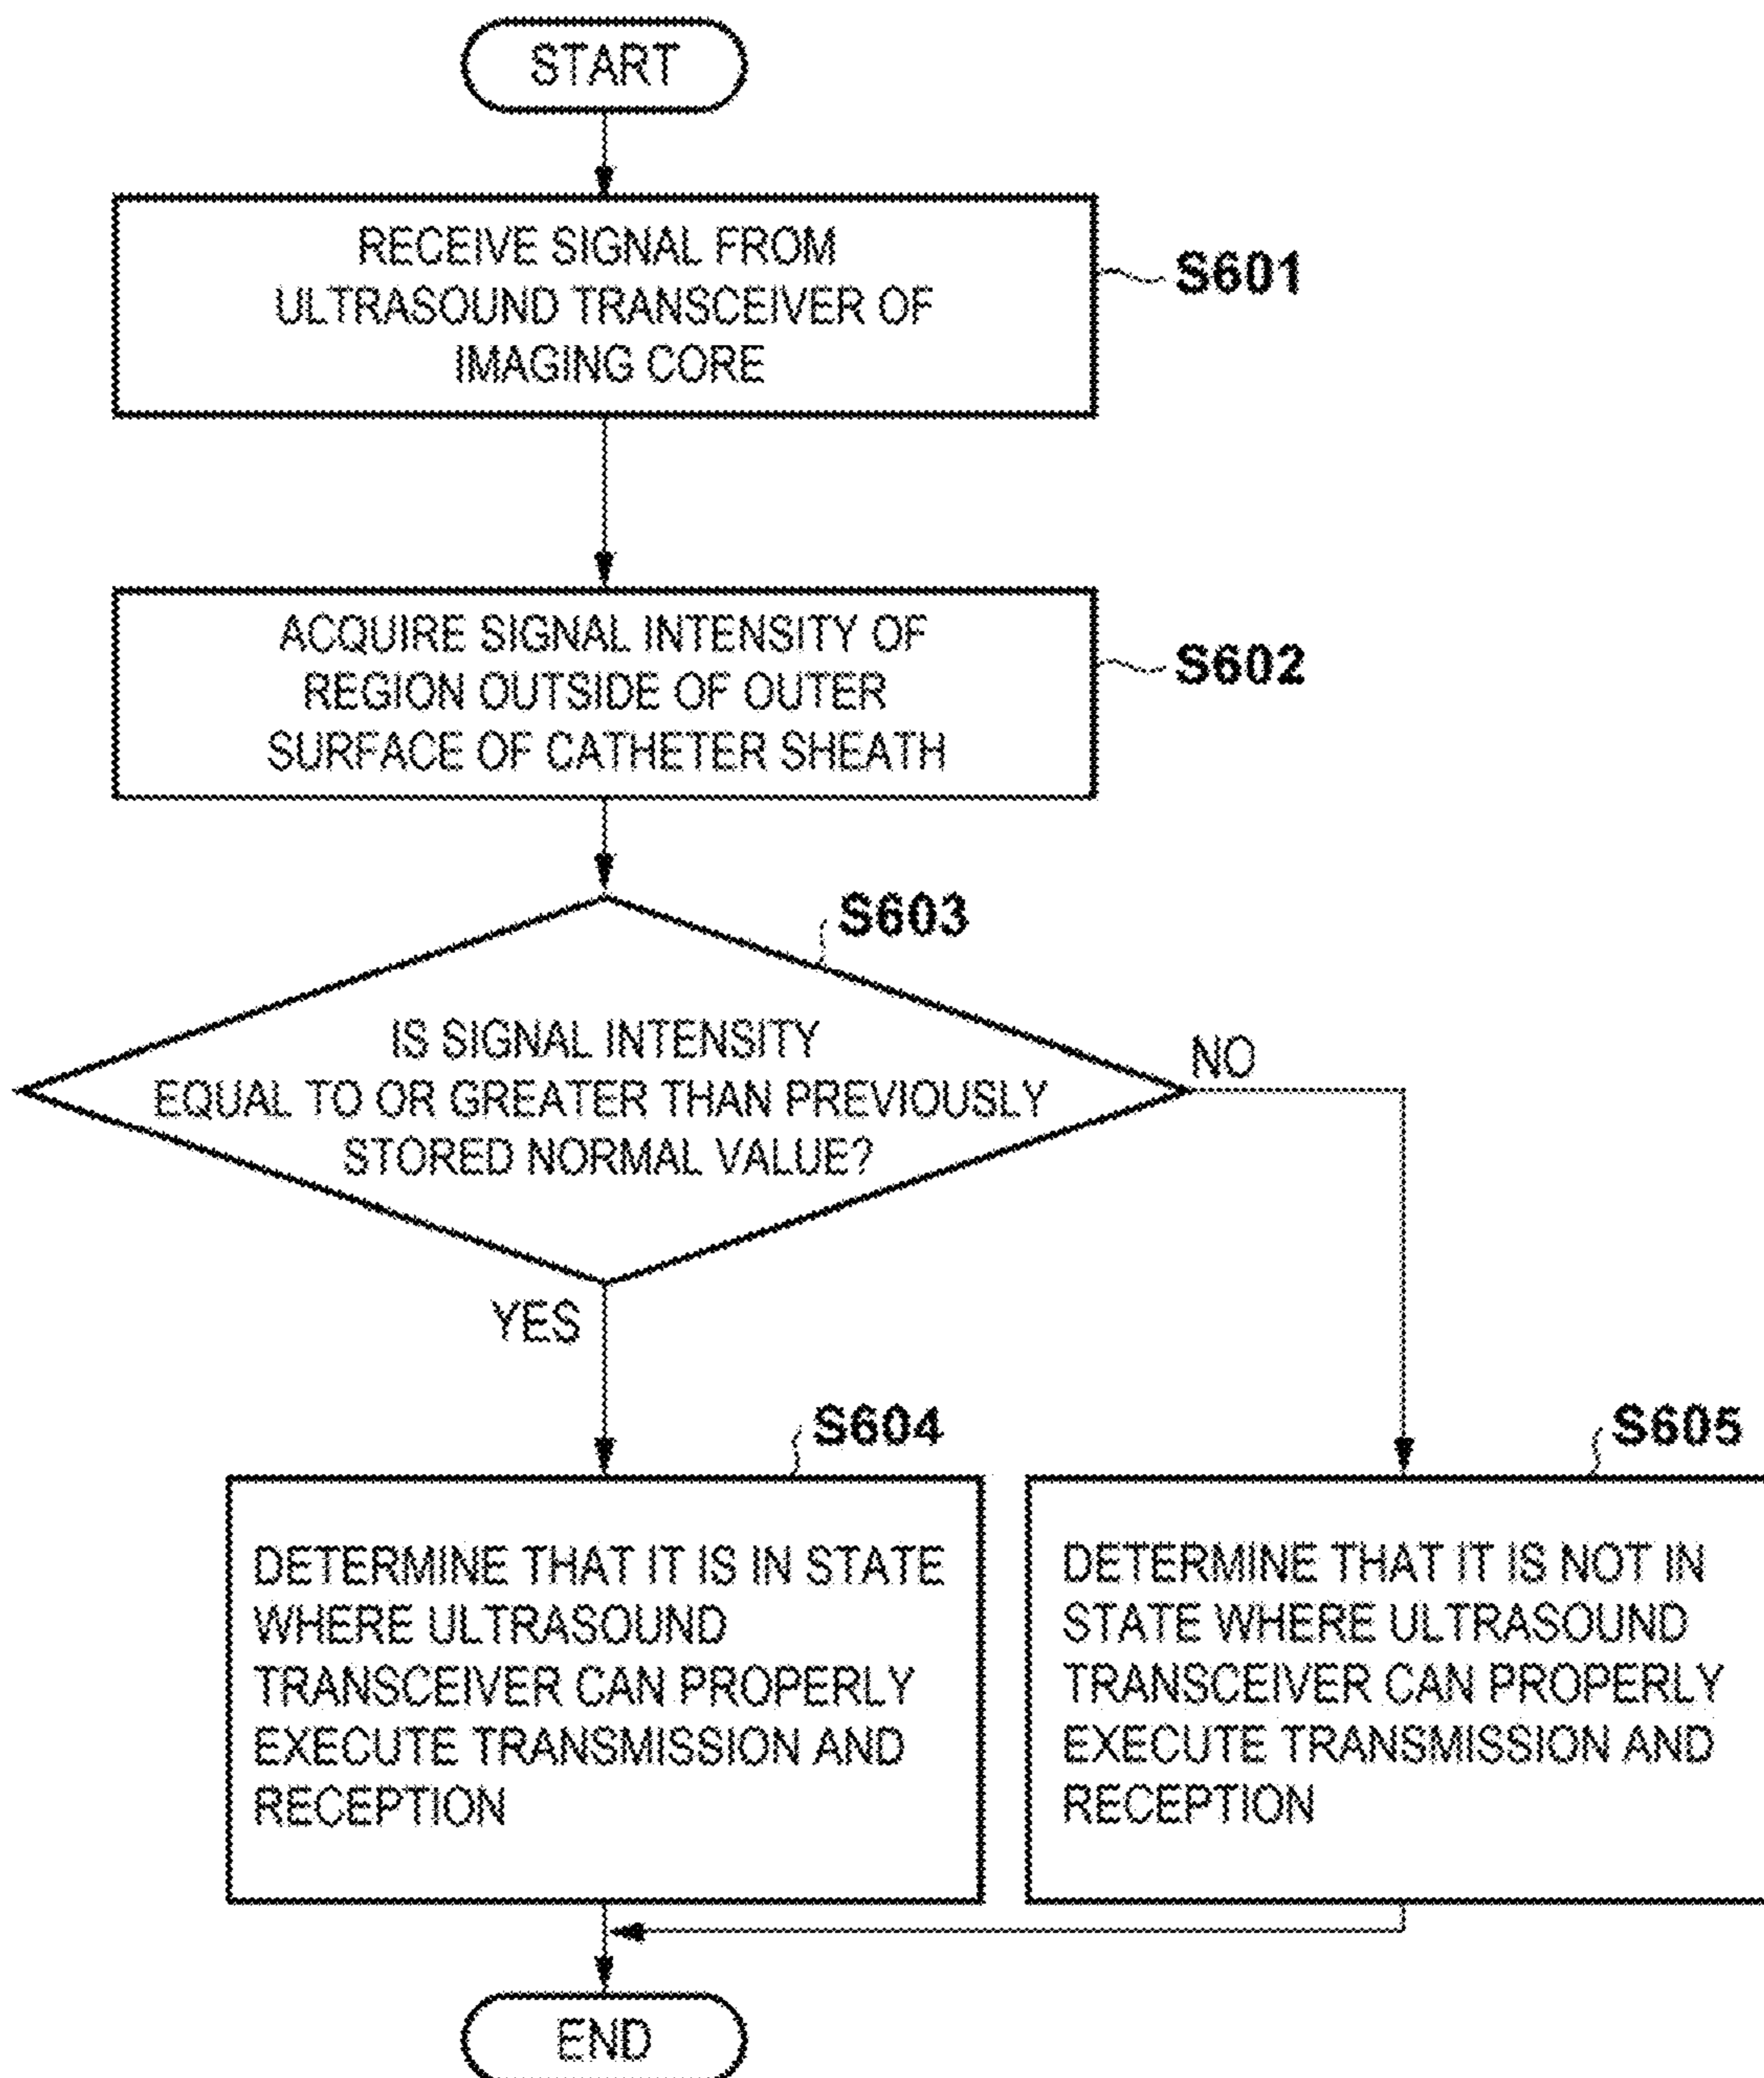 START
RECEIVE SIGNAL FROM
ULTRASOUND TRANSCEIVER OF
IMAGING CORE
S601
ACQUIRE SIGNAL INTENSITY OF
REGION OUTSIDE OF OUTER
SURFACE OF CATHETER SHEATH
S602
S603
IS SIGNAL INTENSITY
EQUAL TO OR GREATER THAN PREVIOUSLY
STORED NORMAL VALUE?
NO
YES
S604
DETERMINE THAT IT IS IN STATE
WHERE ULTRASOUND
TRANSCEIVER CAN PROPERLY
EXECUTE TRANSMISSION AND
RECEPTION
S605
DETERMINE THAT IT IS NOT IN
STATE WHERE ULTRASOUND
TRANSCEIVER CAN PROPERLY
EXECUTE TRANSMISSION AND
RECEPTION
END